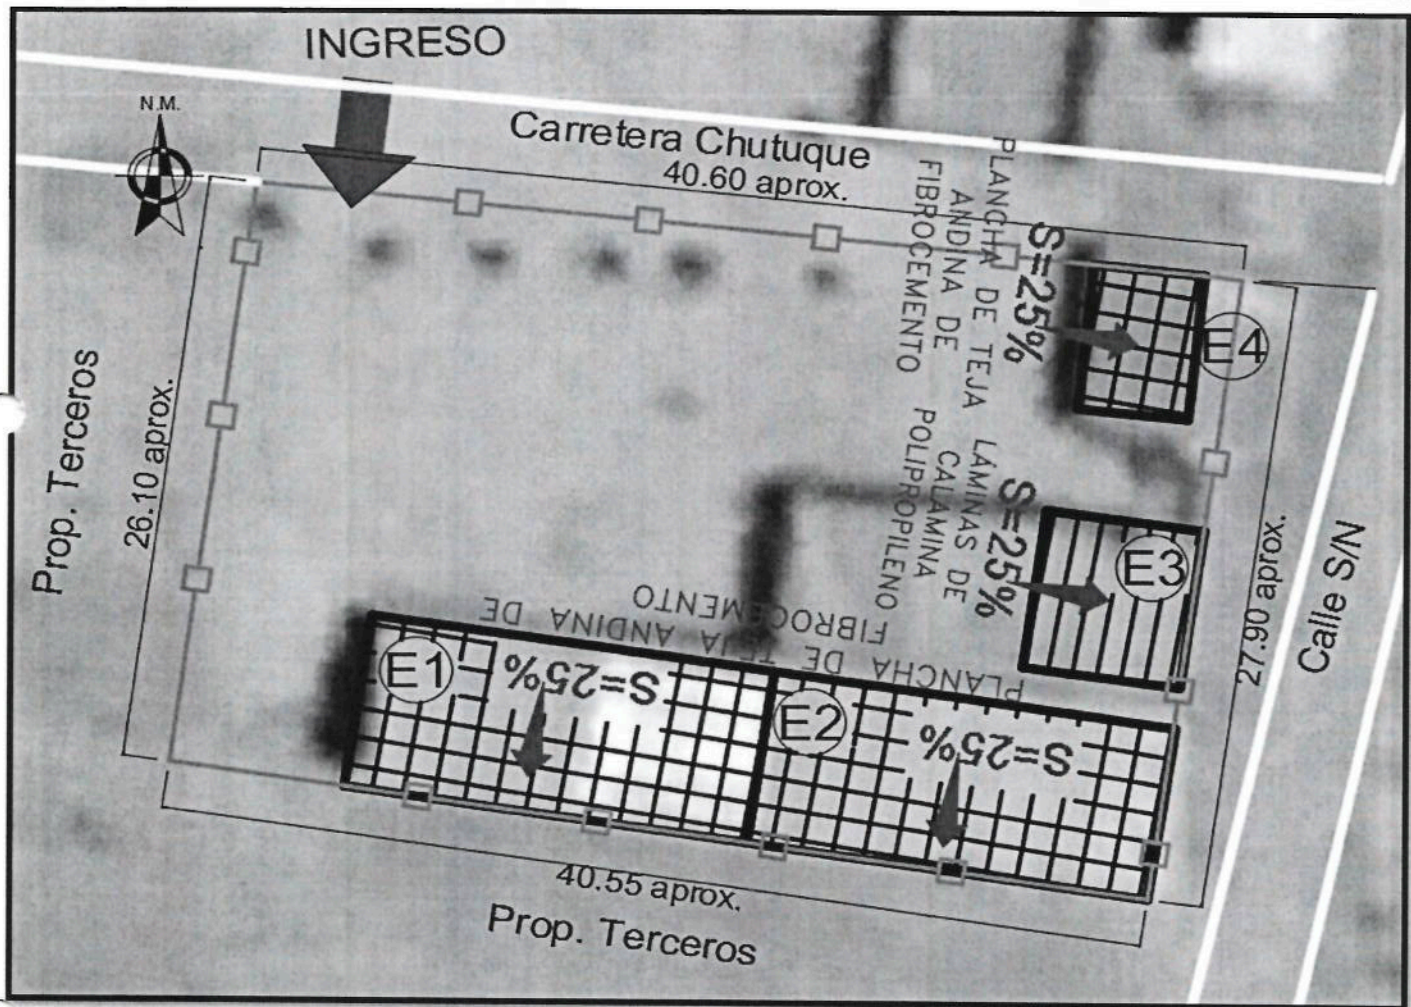 INGRESO
N.M.
Carretera Chutuque
40.60 aprox.
PLANCHA DE TEJA
ANDINA DE
FIBROCEMENTO
S=25%
E4
Prop. Terceros
26.10 aprox.
LÁMINAS DE
CALAMINA
POLIPROPILENO
S=25%
E3
27.90 aprox.
Calle S/N
PLANCHA DE TEJA ANDINA DE
FIBROCEMENTO
E1
S=25%
E2
S=25%
40.55 aprox.
Prop. Terceros